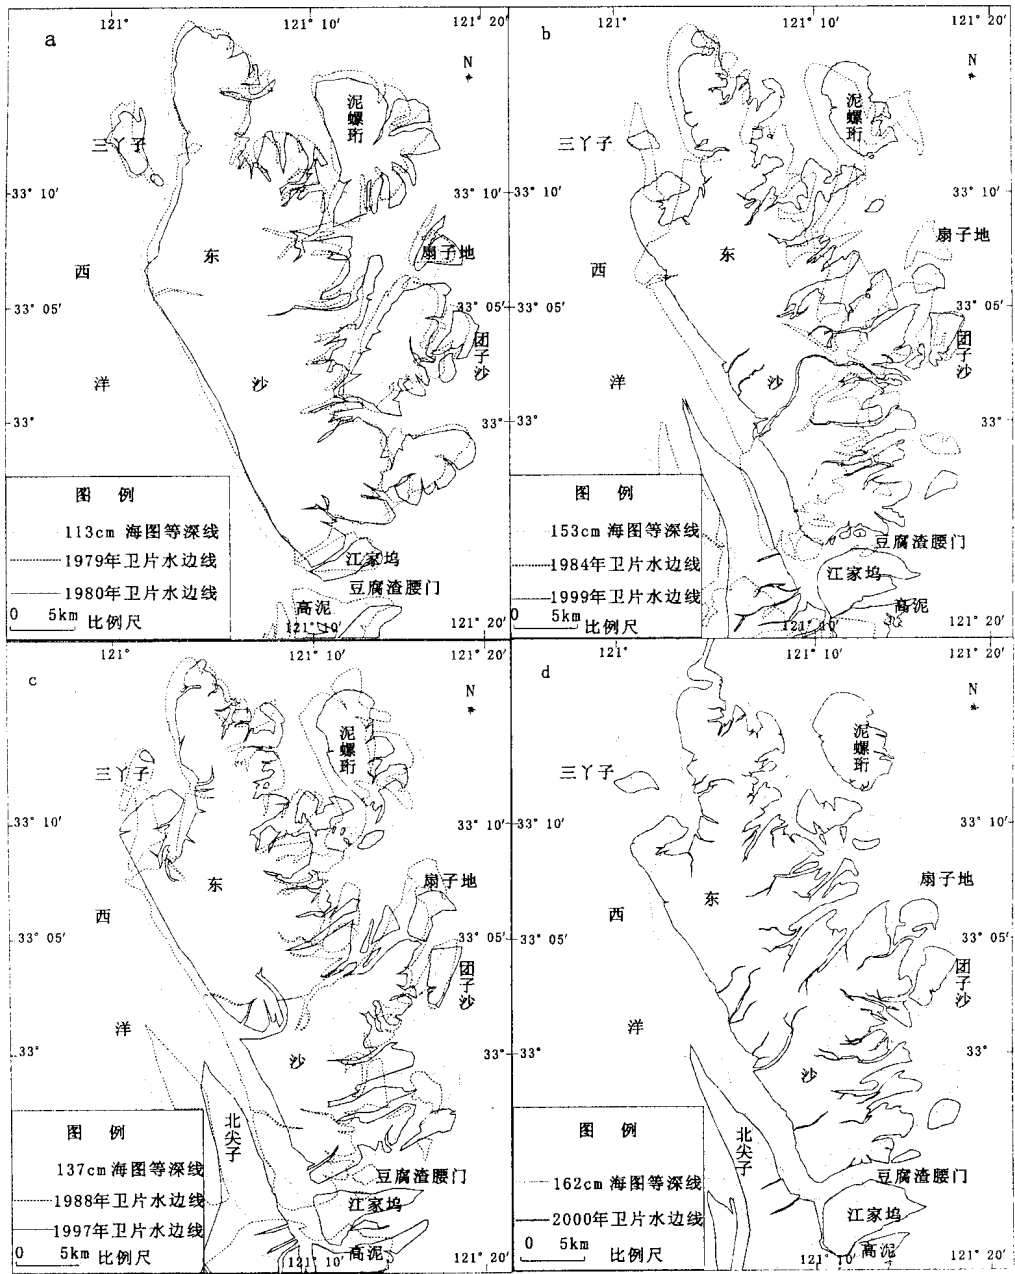 121°
121° 10′
121° 20′
a
N
泥螺珩
三丫子
33° 10′
扇子地
东
西
33° 05′
团子沙
洋
沙
33°
图 例
113cm 海图等深线
1979年卫片水边线
1980年卫片水边线
0 5km 比例尺
江家坞
豆腐渣腰门
高泥
121° 10′
121° 20′
121°
121° 10′
121° 20′
b
N
泥螺珩
三丫子
33° 10′
扇子地
东
西
33° 05′
团子沙
洋
沙
33°
图 例
153cm 海图等深线
1984年卫片水边线
1999年卫片水边线
0 5km 比例尺
豆腐渣腰门
江家坞
高泥
121° 10′
121° 20′
121°
121° 10′
121° 20′
c
N
泥螺珩
三丫子
33° 10′
扇子地
东
西
33° 05′
团子沙
洋
沙
33°
北尖子
图 例
137cm 海图等深线
1988年卫片水边线
1997年卫片水边线
0 5km 比例尺
豆腐渣腰门
江家坞
高泥
121° 10′
121° 20′
121°
121° 10′
121° 20′
d
N
泥螺珩
三丫子
33° 10′
扇子地
东
西
33° 05′
团子沙
洋
沙
33°
北尖子
图 例
162cm 海图等深线
2000年卫片水边线
0 5km 比例尺
豆腐渣腰门
江家坞
高泥
121° 10′
121° 20′